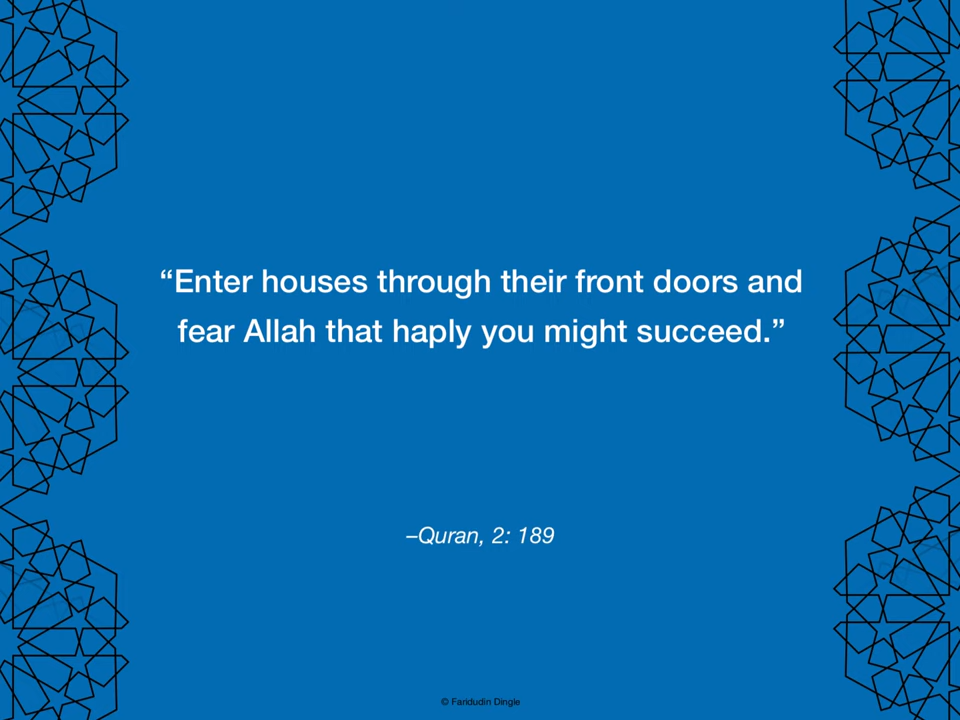 “Enter houses through their front doors and
fear Allah that haply you might succeed.”
–Quran, 2: 189
© Faridudin Dingle